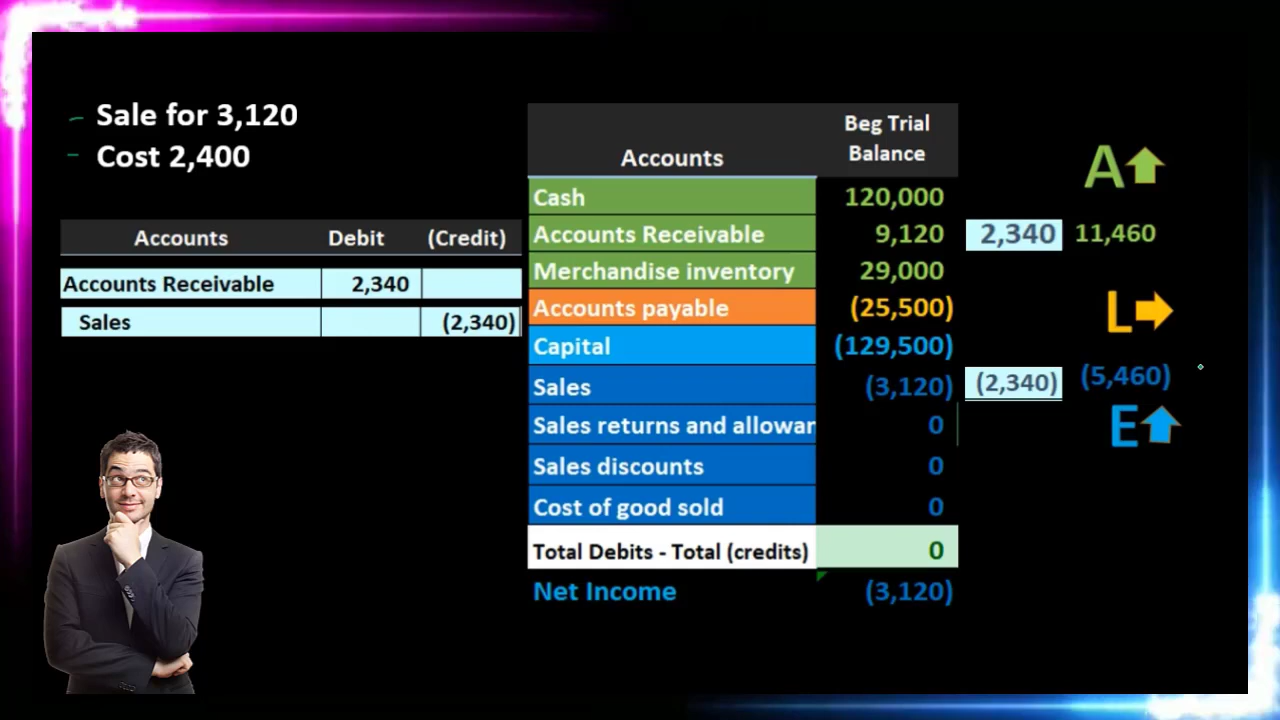 Sale for 3,120
Cost 2,400
Accounts Debit (Credit)
Accounts Receivable 2,340
Sales (2,340)
Accounts Beg Trial Balance
Cash 120,000
Accounts Receivable 9,120 2,340 11,460
Merchandise inventory 29,000
Accounts payable (25,500)
Capital (129,500)
Sales (3,120) (2,340) (5,460)
Sales returns and allowar 0
Sales discounts 0
Cost of good sold 0
Total Debits - Total (credits) 0
Net Income (3,120)
A
L
E